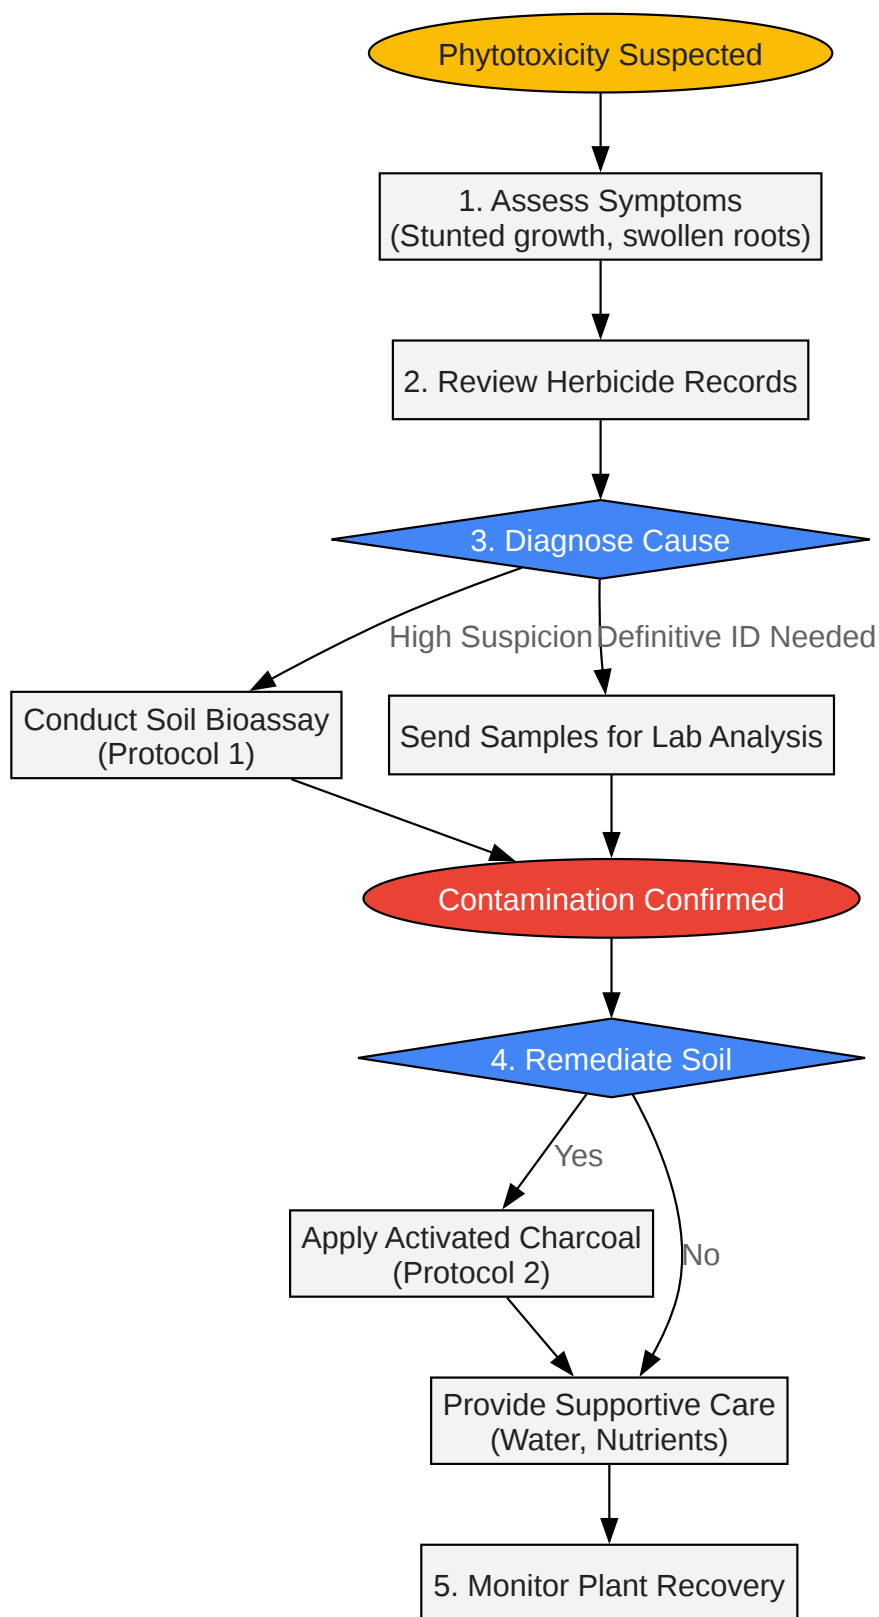 Phytotoxicity Suspected
1. Assess Symptoms
(Stunted growth, swollen roots)
2. Review Herbicide Records
3. Diagnose Cause
High Suspicion
Definitive ID Needed
Conduct Soil Bioassay
(Protocol 1)
Send Samples for Lab Analysis
Contamination Confirmed
4. Remediate Soil
Yes
Apply Activated Charcoal
(Protocol 2)
No
Provide Supportive Care
(Water, Nutrients)
5. Monitor Plant Recovery